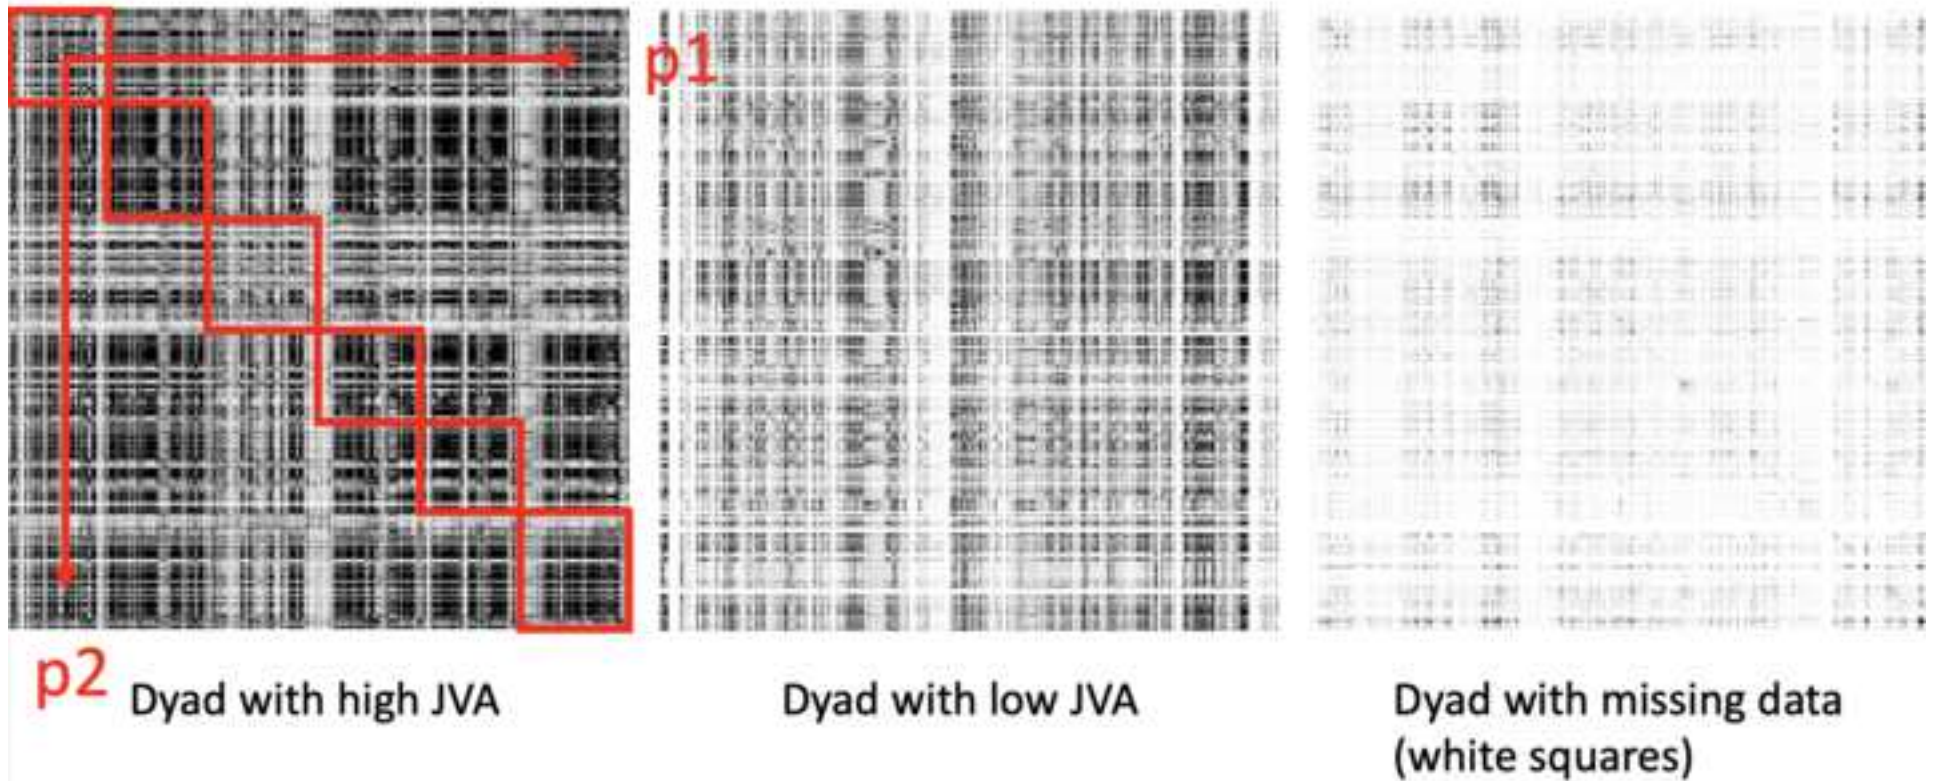 p1
p2
Dyad with high JVA
Dyad with low JVA
Dyad with missing data
(white squares)